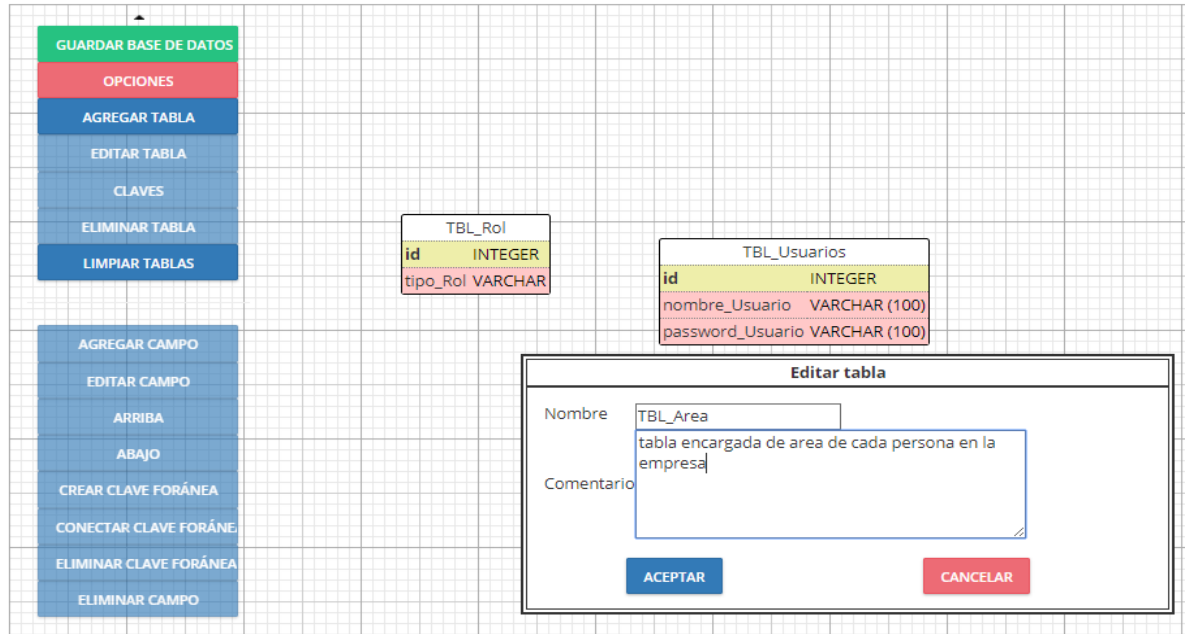 GUARDAR BASE DE DATOS
OPCIONES
AGREGAR TABLA
EDITAR TABLA
CLAVES
ELIMINAR TABLA
LIMPIAR TABLAS
AGREGAR CAMPO
EDITAR CAMPO
ARRIBA
ABAJO
CREAR CLAVE FORÁNEA
CONECTAR CLAVE FORÁNEA
ELIMINAR CLAVE FORÁNEA
ELIMINAR CAMPO
TBL_Rol
id INTEGER
tipo_Rol VARCHAR
TBL_Usuarios
id INTEGER
nombre_Usuario VARCHAR (100)
password_Usuario VARCHAR (100)
Editar tabla
Nombre TBL_Area
tabla encargada de area de cada persona en la
empresa
Comentario
ACEPTAR CANCELAR